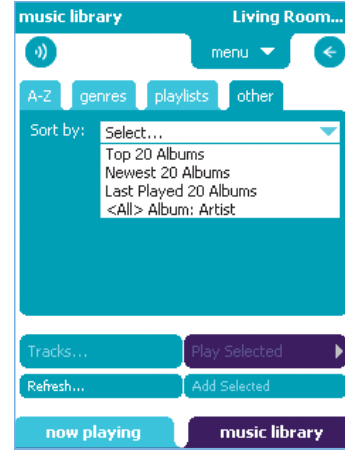 music library Living Room...
menu
A-Z genres playlists other
Sort by: Select...
Top 20 Albums
Newest 20 Albums
Last Played 20 Albums
<All> Album: Artist
Tracks... Play Selected
Refresh... Add Selected
now playing music library